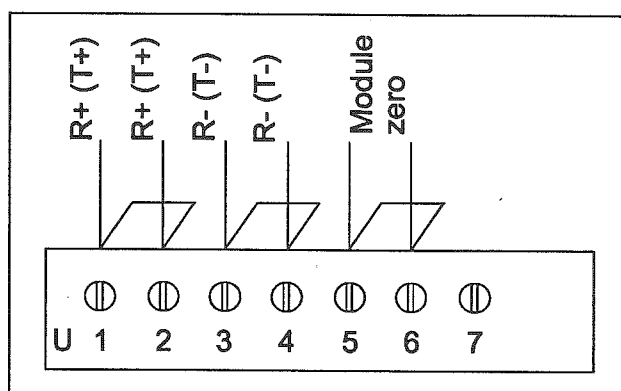 R+ (T+)
R+ (T+)
R- (T-)
R- (T-)
Module
zero
U 1 2 3 4 5 6 7